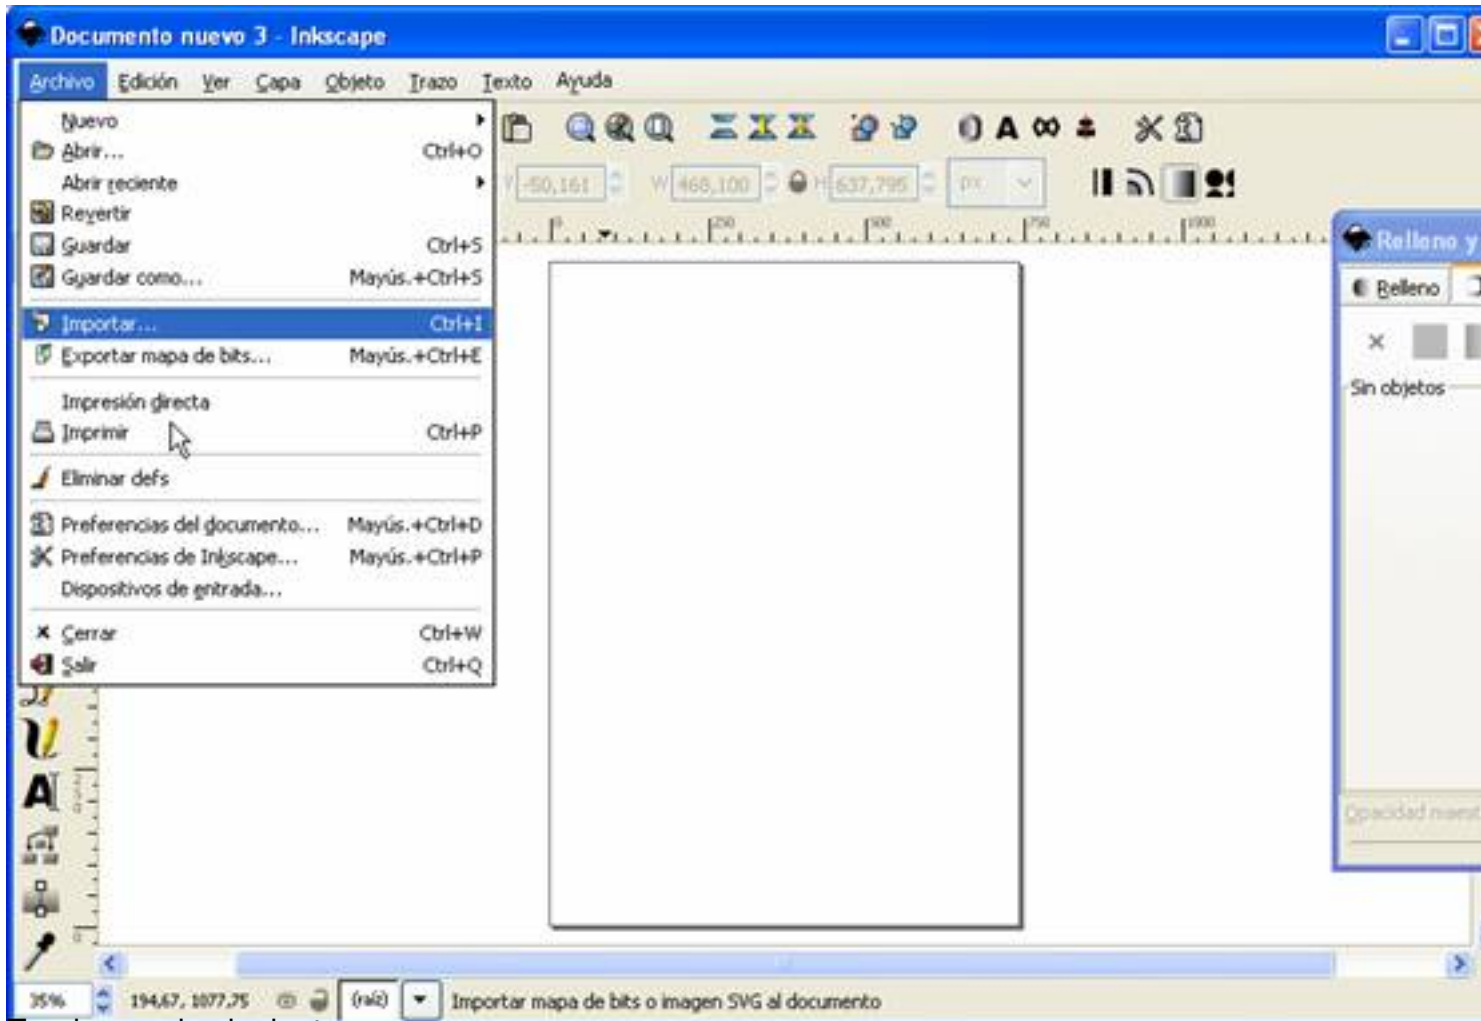 Documento nuevo 3 - Inkscape
Archivo Edición Ver Capa Objeto Trazo Texto Ayuda
Nuevo
Abrir... Ctrl+O
Abrir reciente
Revertir
Guardar Ctrl+S
Guardar como... Mayús.+Ctrl+S
Importar... Ctrl+I
Exportar mapa de bits... Mayús.+Ctrl+E
Impresión directa
Imprimir Ctrl+P
Eliminar defs
Preferencias del documento... Mayús.+Ctrl+D
Preferencias de Inkscape... Mayús.+Ctrl+P
Dispositivos de entrada...
Cerrar Ctrl+W
Salir Ctrl+Q
-50,161 W 468,100 H 637,795 px
0 250 500 750 1000
Relleno y
Relleno
Sin objetos
Opacidad
35% 194,67, 1077,75 (raíz) Importar mapa de bits o imagen SVG al documento